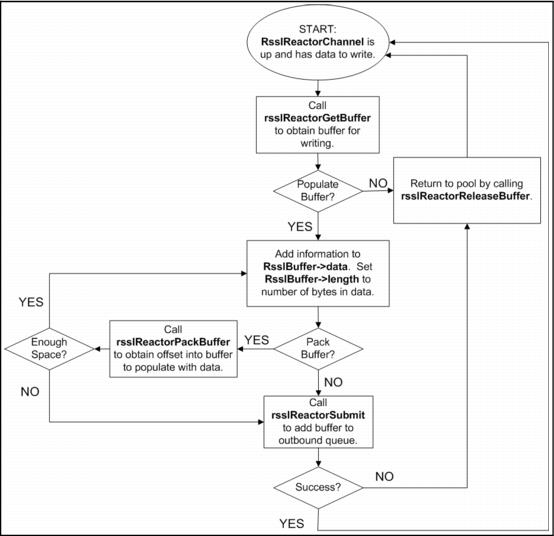 START:
RsslReactorChannel is
up and has data to write.
Call
rsslReactorGetBuffer
to obtain buffer for
writing.
Populate
Buffer?
NO
Return to pool by calling
rsslReactorReleaseBuffer.
YES
Add information to
RsslBuffer->data. Set
RsslBuffer->length to
number of bytes in data.
YES
Enough
Space?
Call
rsslReactorPackBuffer
to obtain offset into buffer
to populate with data.
YES
Pack
Buffer?
NO
NO
Call
rsslReactorSubmit
to add buffer to
outbound queue.
Success?
NO
YES